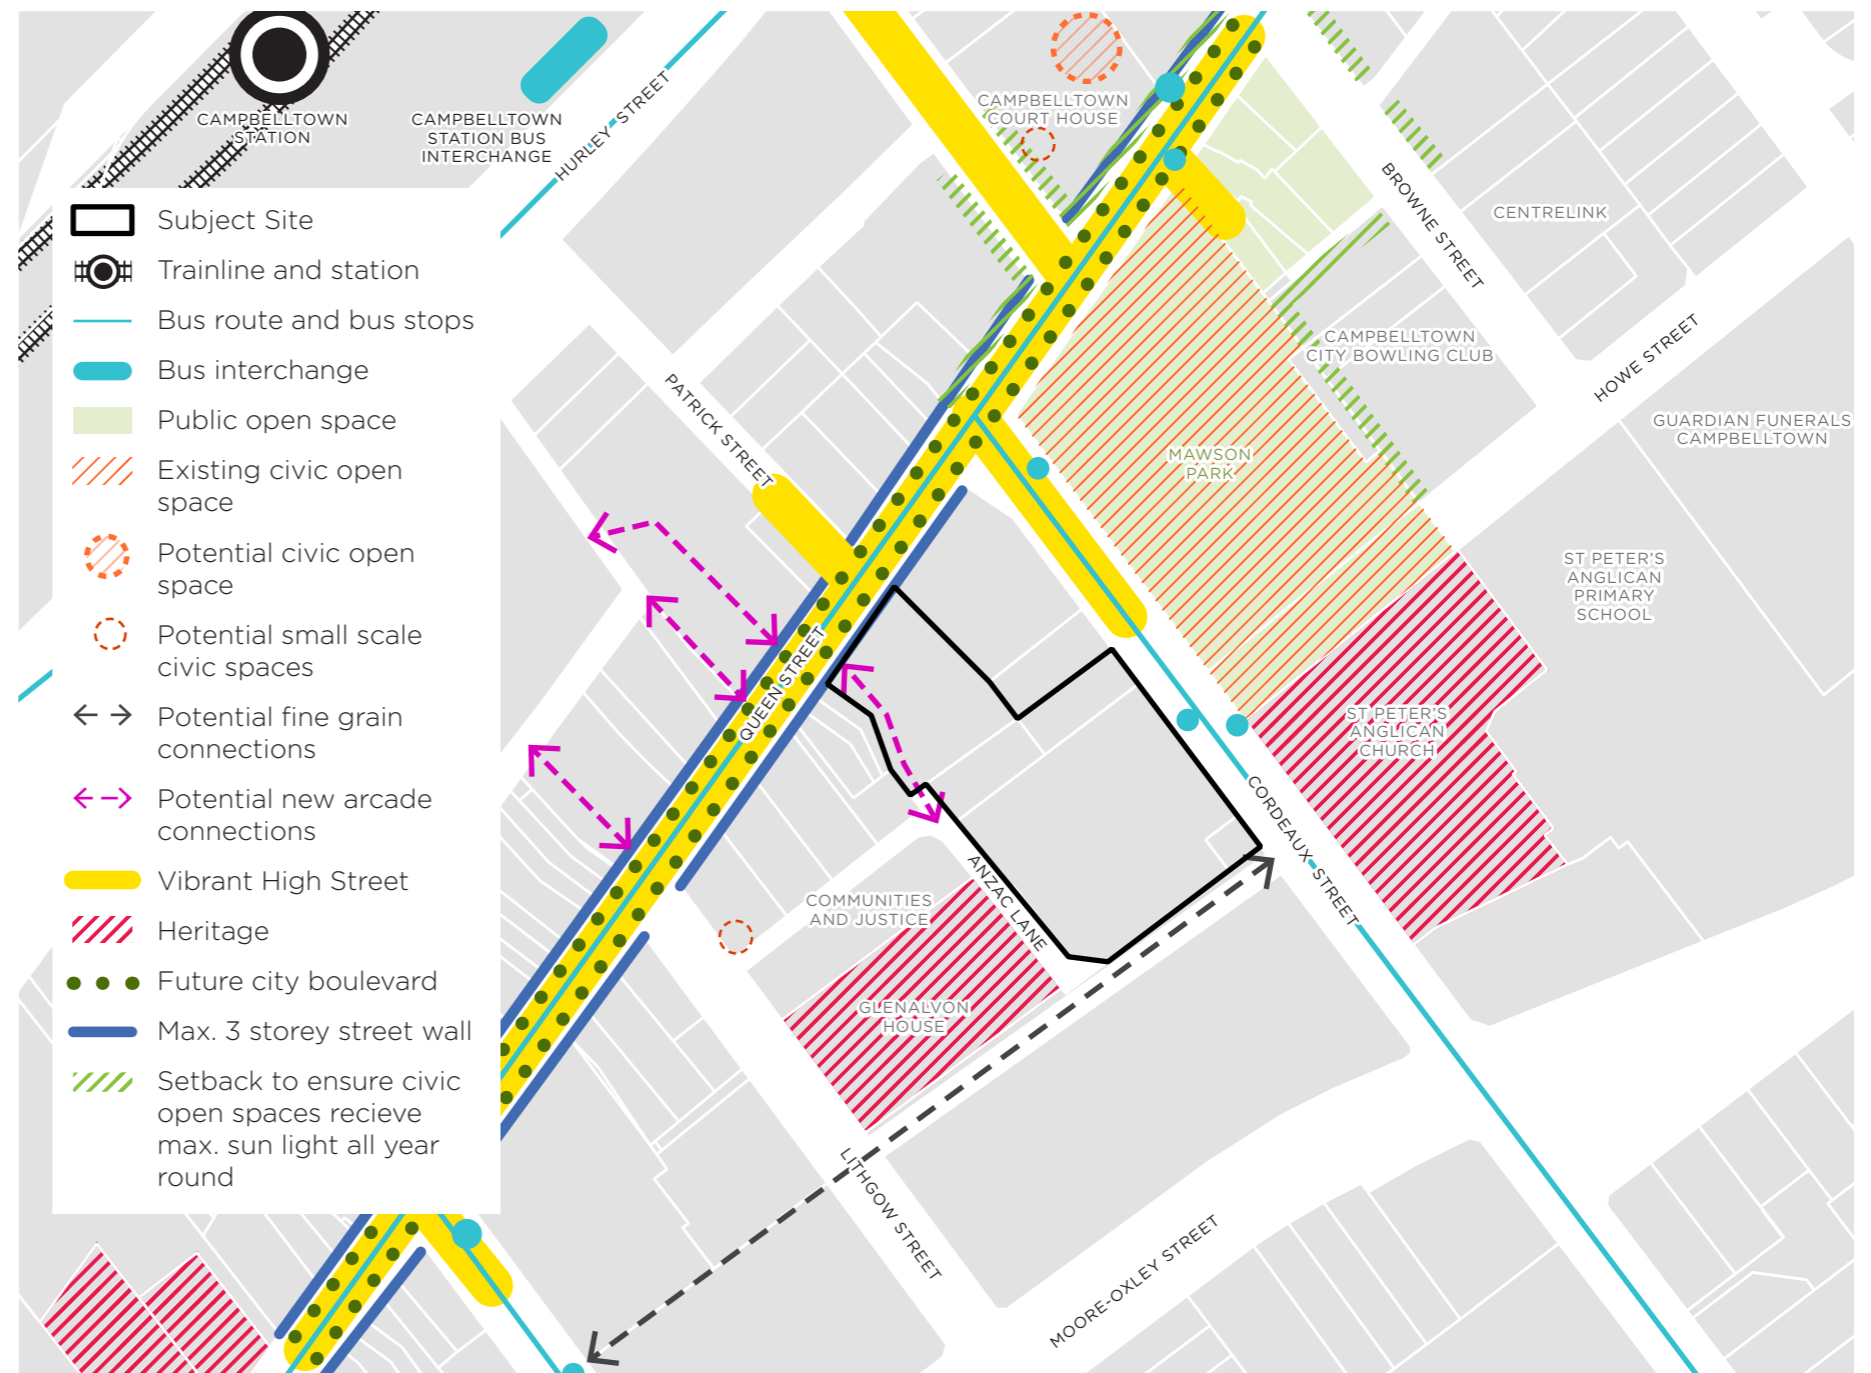 CAMPBELLTOWN
STATION
CAMPBELLTOWN
STATION BUS
INTERCHANGE
HURLEY STREET
CAMPBELLTOWN
COURT HOUSE
BROWNE STREET
CENTRELINK
Subject Site
Trainline and station
Bus route and bus stops
Bus interchange
Public open space
Existing civic open
space
Potential civic open
space
Potential small scale
civic spaces
Potential fine grain
connections
Potential new arcade
connections
Vibrant High Street
Heritage
Future city boulevard
Max. 3 storey street wall
Setback to ensure civic
open spaces recieve
max. sun light all year
round
PATRICK STREET
CAMPBELLTOWN
CITY BOWLING CLUB
HOWE STREET
GUARDIAN FUNERALS
CAMPBELLTOWN
MAWSON
PARK
ST PETER'S
ANGLICAN
PRIMARY
SCHOOL
QUEEN STREET
ST PETER'S
ANGLICAN
CHURCH
CORDEAUX STREET
ANZAC LANE
COMMUNITIES
AND JUSTICE
GLENALVON
HOUSE
LITHGOW STREET
MOORE-OXLEY STREET